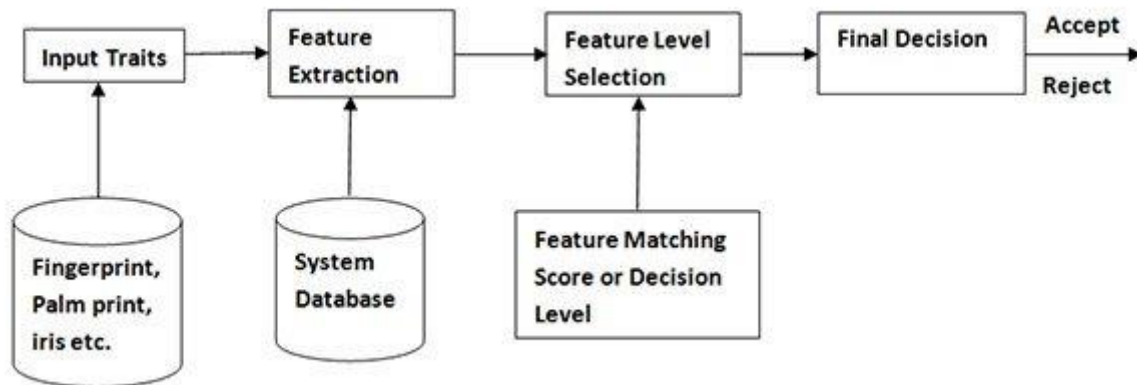 Input Traits
Feature
Extraction
Feature Level
Selection
Final Decision
Accept
Reject
Fingerprint,
Palm print,
iris etc.
System
Database
Feature Matching
Score or Decision
Level